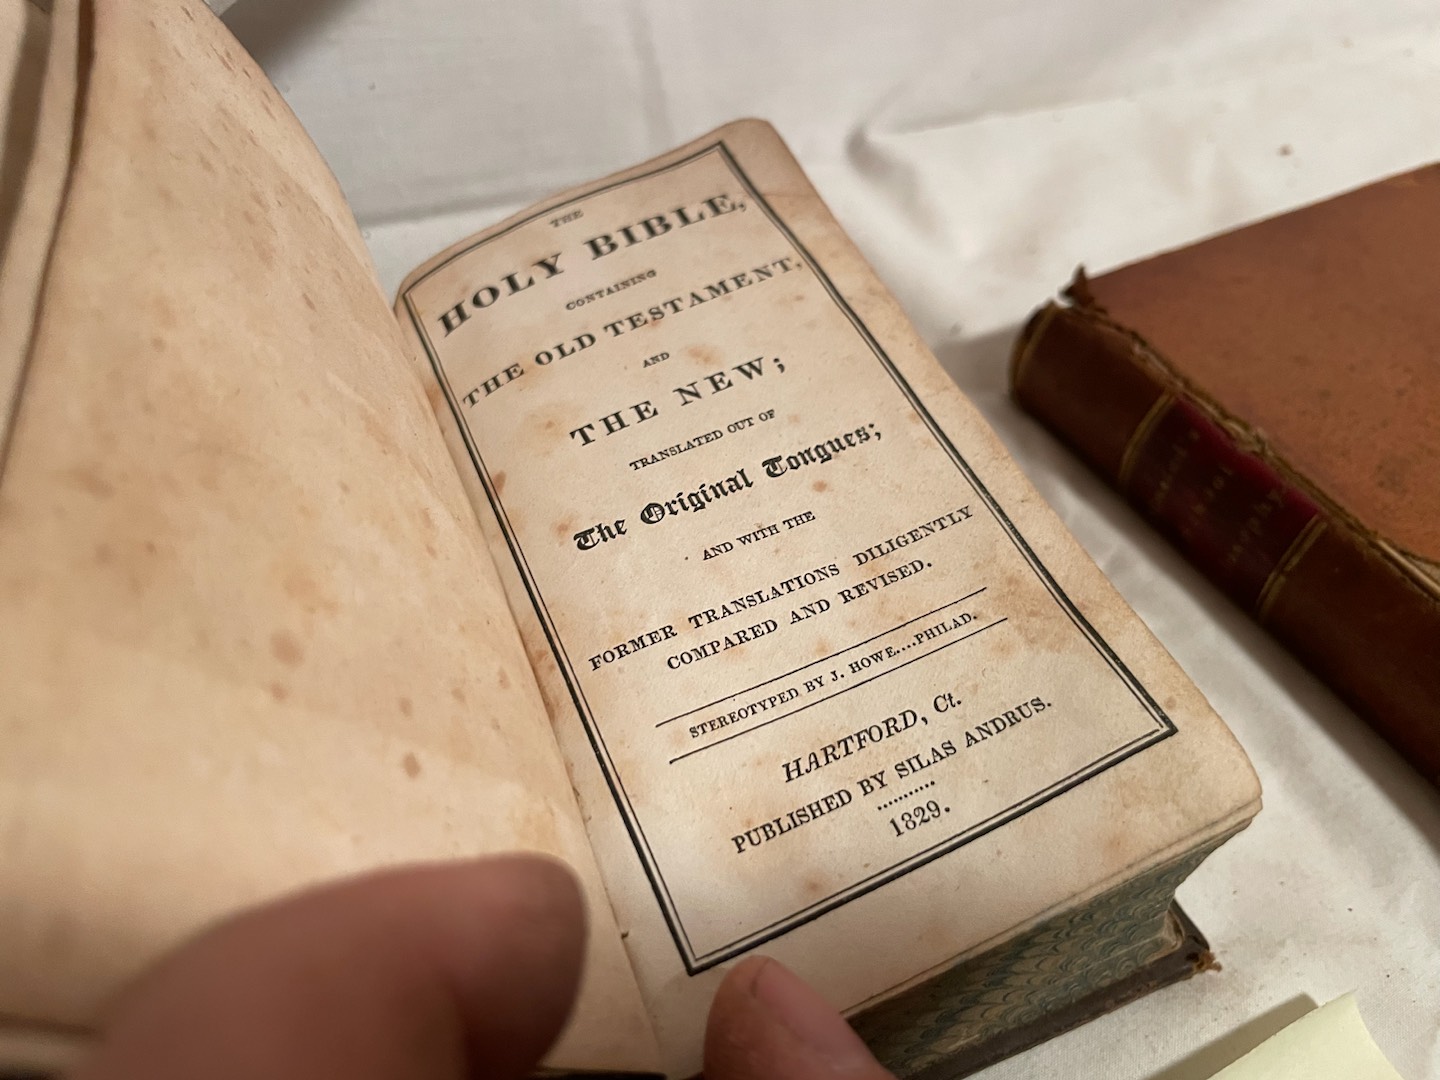 THE
HOLY BIBLE,
CONTAINING
THE OLD TESTAMENT,
AND
THE NEW;
TRANSLATED OUT OF
The Original Tongues;
AND WITH THE
FORMER TRANSLATIONS DILIGENTLY
COMPARED AND REVISED.
STEREOTYPED BY J. HOWE....PHILAD.
HARTFORD, Ct.
PUBLISHED BY SILAS ANDRUS.
1829.